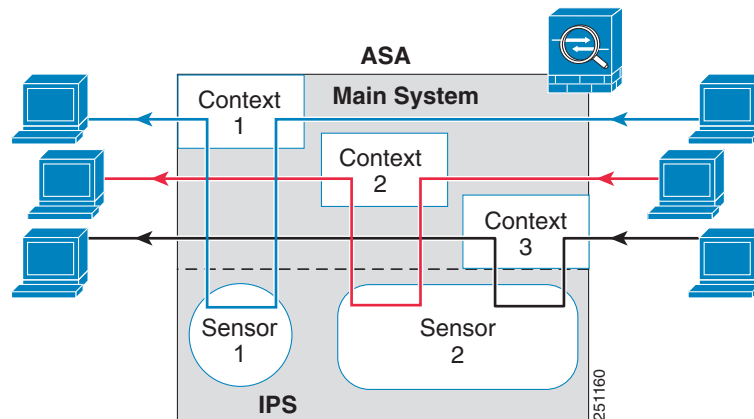 ASA
Main System
Context
1
Context
2
Context
3
Sensor
1
Sensor
2
IPS
251160